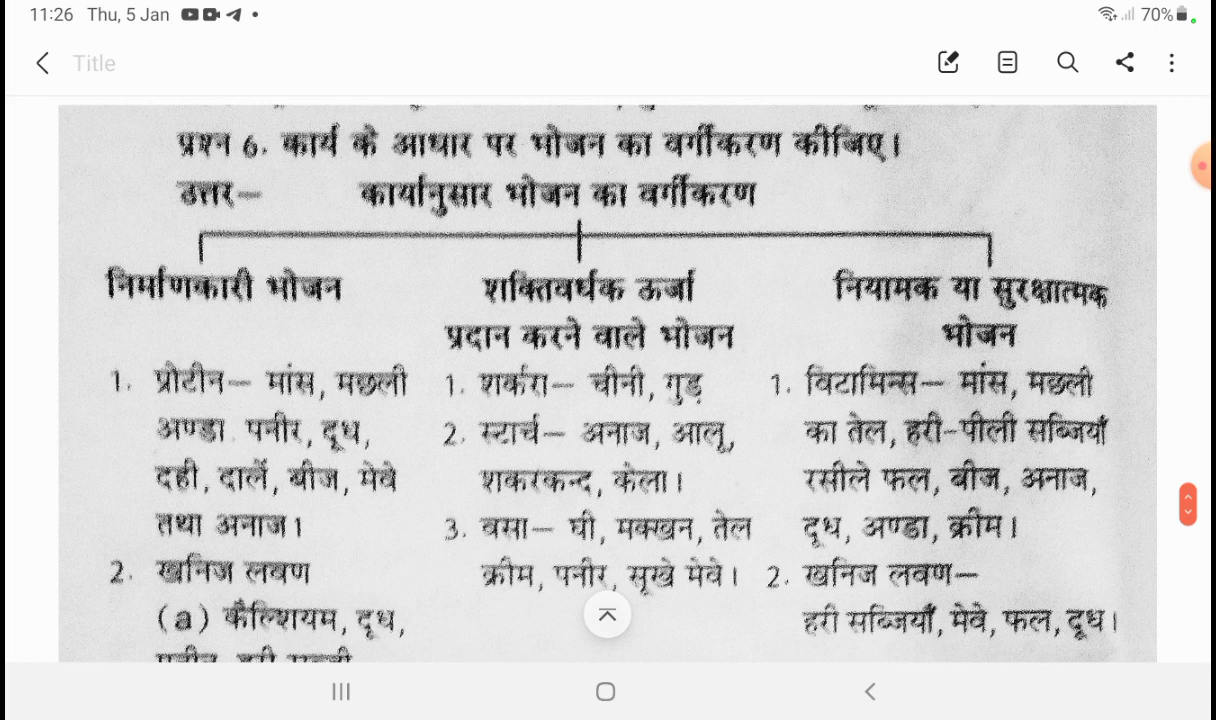 11:26 Thu, 5 Jan
70%
Title
प्रश्न 6. कार्य के आधार पर भोजन का वर्गीकरण कीजिए।
उत्तर— कार्यानुसार भोजन का वर्गीकरण
निर्माणकारी भोजन
1. प्रोटीन— मांस, मछली
अण्डा पनीर, दूध,
दही, दालें, बीज, मेवे
तथा अनाज।
2. खनिज लवण
(a) कैल्शियम, दूध,
शक्तिवर्धक ऊर्जा
प्रदान करने वाले भोजन
1. शर्करा— चीनी, गुड़
2. स्टार्च— अनाज, आलू,
शकरकन्द, केला।
3. वसा— घी, मक्खन, तेल
क्रीम, पनीर, सूखे मेवे।
नियामक या सुरक्षात्मक
भोजन
1. विटामिन्स— मांस, मछली
का तेल, हरी-पीली सब्जियाँ
रसीले फल, बीज, अनाज,
दूध, अण्डा, क्रीम।
2. खनिज लवण—
हरी सब्जियाँ, मेवे, फल, दूध।